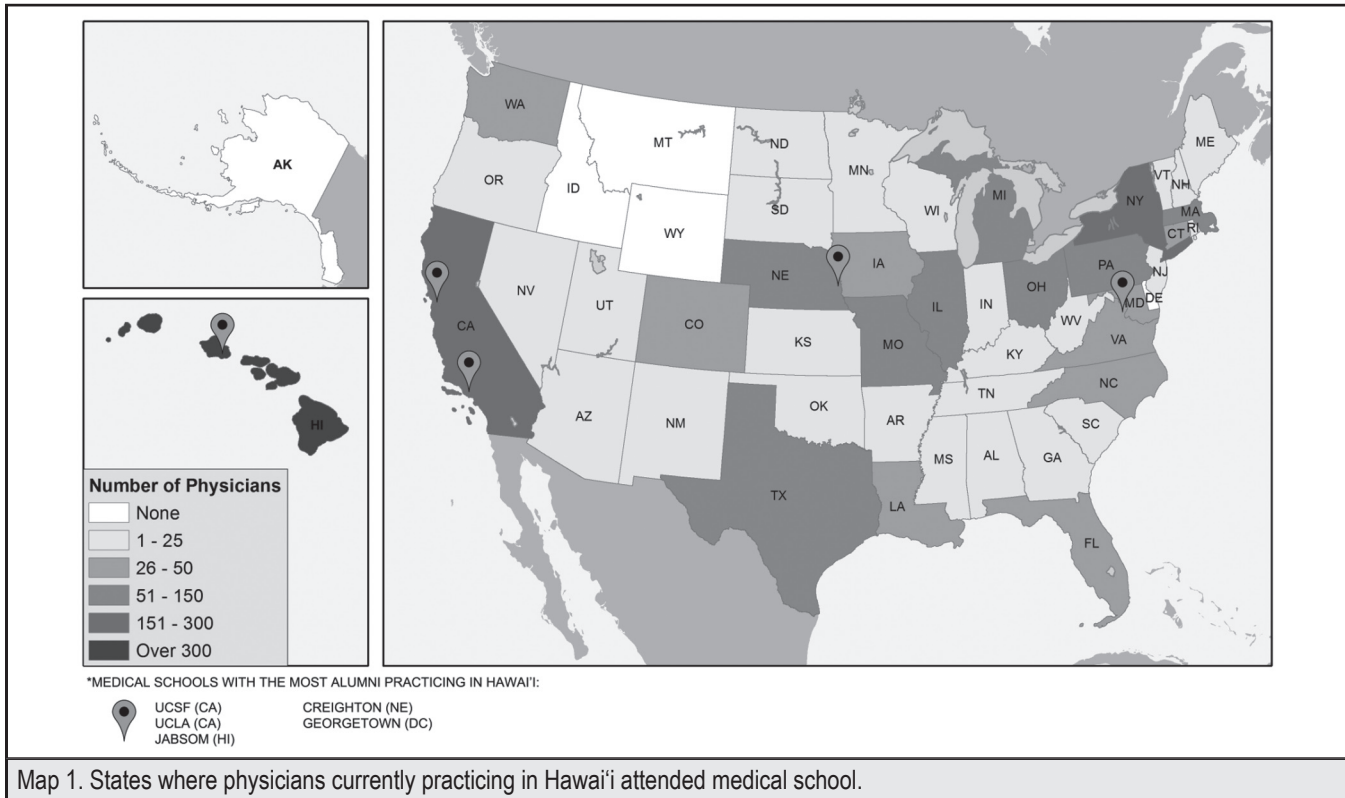 AK
HI
Number of Physicians
None
1 - 25
26 - 50
51 - 150
151 - 300
Over 300
WA
MT
ND
MN
ME
OR
ID
SD
WI
MI
VT
NH
NY
WY
MA
CT
RI
NE
IA
PA
NJ
NV
UT
CO
IL
IN
OH
MD
DE
CA
KS
MO
WV
VA
KY
NC
TN
AZ
NM
OK
AR
SC
MS
AL
GA
TX
LA
FL
*MEDICAL SCHOOLS WITH THE MOST ALUMNI PRACTICING IN HAWAI'I:
UCSF (CA)
UCLA (CA)
JABSOM (HI)
CREIGHTON (NE)
GEORGETOWN (DC)
Map 1. States where physicians currently practicing in Hawai‘i attended medical school.